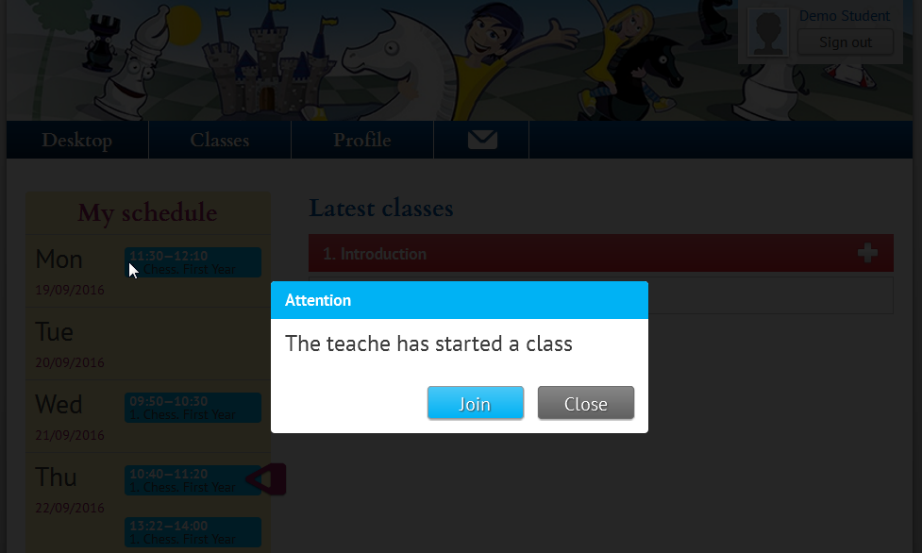 Demo Student
Sign out
Desktop
Classes
Profile
My schedule
Latest classes
Mon
11:30—12:10
1. Chess. First Year
19/09/2016
1. Introduction
Attention
The teache has started a class
Join
Close
Tue
20/09/2016
Wed
09:50—10:30
1. Chess. First Year
21/09/2016
Thu
10:40—11:20
1. Chess. First Year
22/09/2016
13:22—14:00
1. Chess. First Year